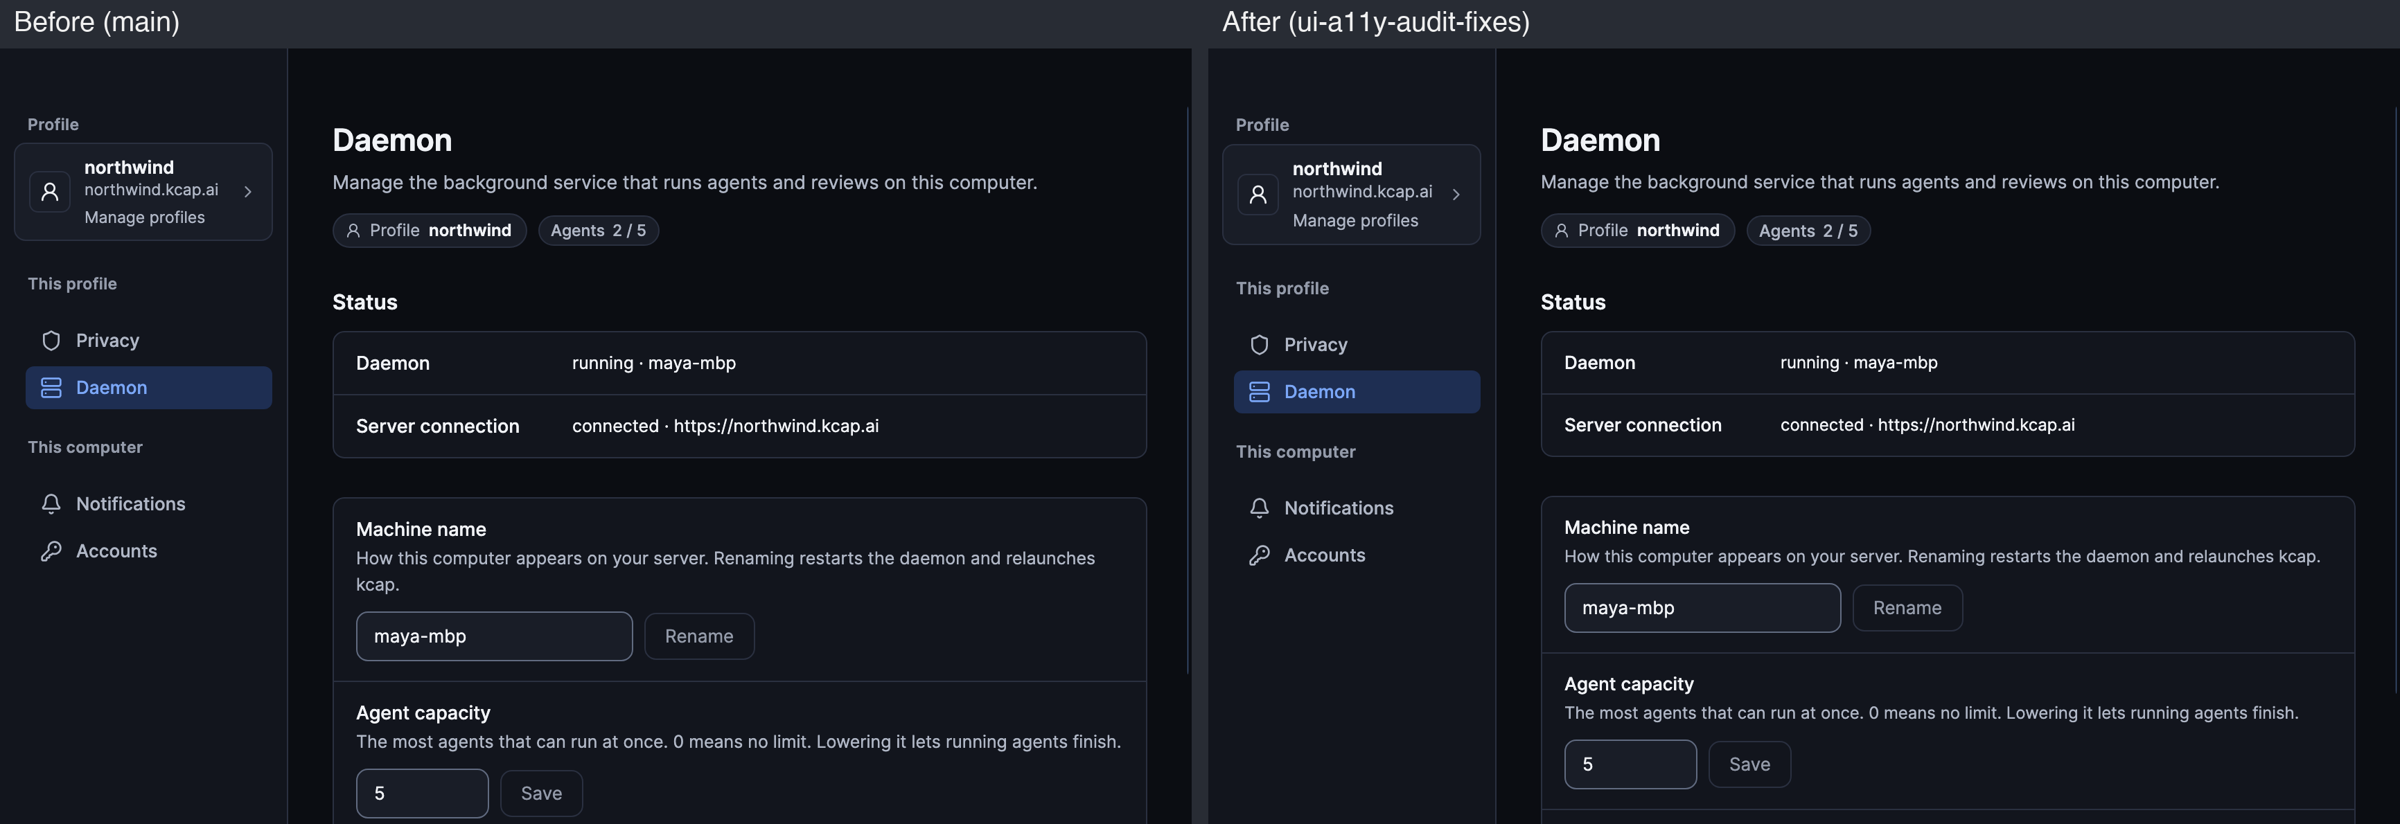 Before (main)
Profile
northwind
northwind.kcap.ai
Manage profiles
This profile
Privacy
Daemon
This computer
Notifications
Accounts
Daemon
Manage the background service that runs agents and reviews on this computer.
Profile northwind
Agents 2 / 5
Status
Daemon running · maya-mbp
Server connection connected · https://northwind.kcap.ai
Machine name
How this computer appears on your server. Renaming restarts the daemon and relaunches
kcap.
maya-mbp
Rename
Agent capacity
The most agents that can run at once. 0 means no limit. Lowering it lets running agents finish.
5
Save
After (ui-a11y-audit-fixes)
Profile
northwind
northwind.kcap.ai
Manage profiles
This profile
Privacy
Daemon
This computer
Notifications
Accounts
Daemon
Manage the background service that runs agents and reviews on this computer.
Profile northwind
Agents 2 / 5
Status
Daemon running · maya-mbp
Server connection connected · https://northwind.kcap.ai
Machine name
How this computer appears on your server. Renaming restarts the daemon and relaunches kcap.
maya-mbp
Rename
Agent capacity
The most agents that can run at once. 0 means no limit. Lowering it lets running agents finish.
5
Save